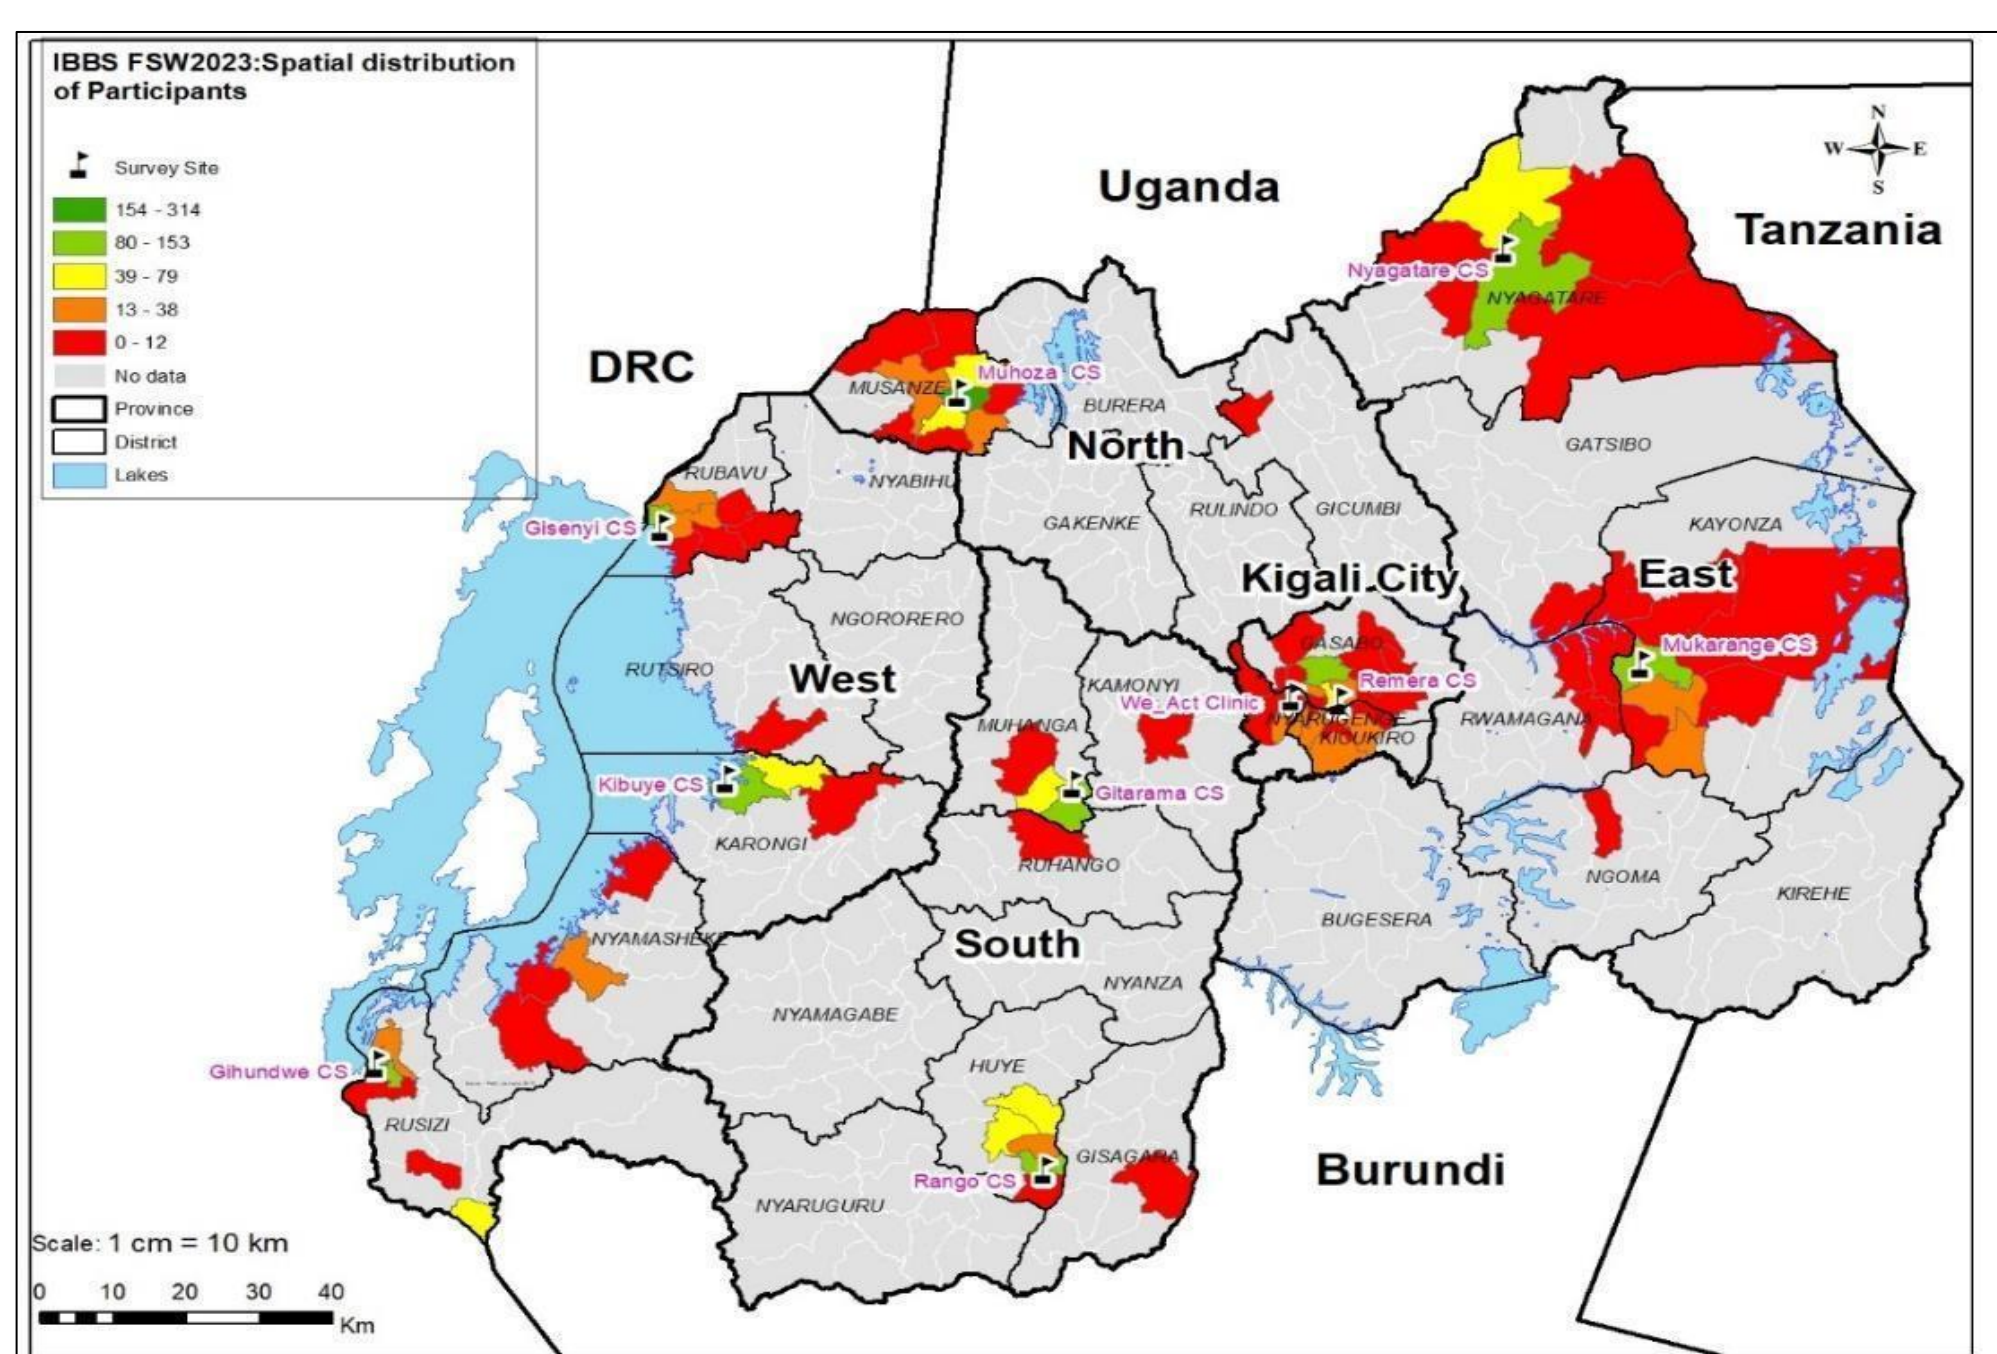 IBBS FSW2023:Spatial distribution
of Participants
Survey Site
154 - 314
80 - 153
39 - 79
13 - 38
0 - 12
No data
Province
District
Lakes
N
W
E
S
Uganda
Tanzania
DRC
Burundi
Nyagatare CS
NYAGATARE
Muhoza CS
MUSANZE
BURERA
North
GATSIBO
RUBAVU
NYABIHU
Gisenyi CS
GAKENKE
RULINDO
GICUMBI
KAYONZA
Kigali City
East
NGORORERO
GASABO
Mukarange CS
RUTSIRO
West
KAMONYI
Remera CS
We_Act Clinic
MUHANGA
NYARUGENGE
KICUKIRO
RWAMAGANA
Kibuye CS
Gitarama CS
KARONGI
RUHANGO
NGOMA
KIREHE
BUGESERA
NYAMASHEKE
South
NYANZA
NYAMAGABE
HUYE
Gihundwe CS
RUSIZI
GISAGARA
Rango CS
NYARUGURU
Scale: 1 cm = 10 km
0 10 20 30 40
Km